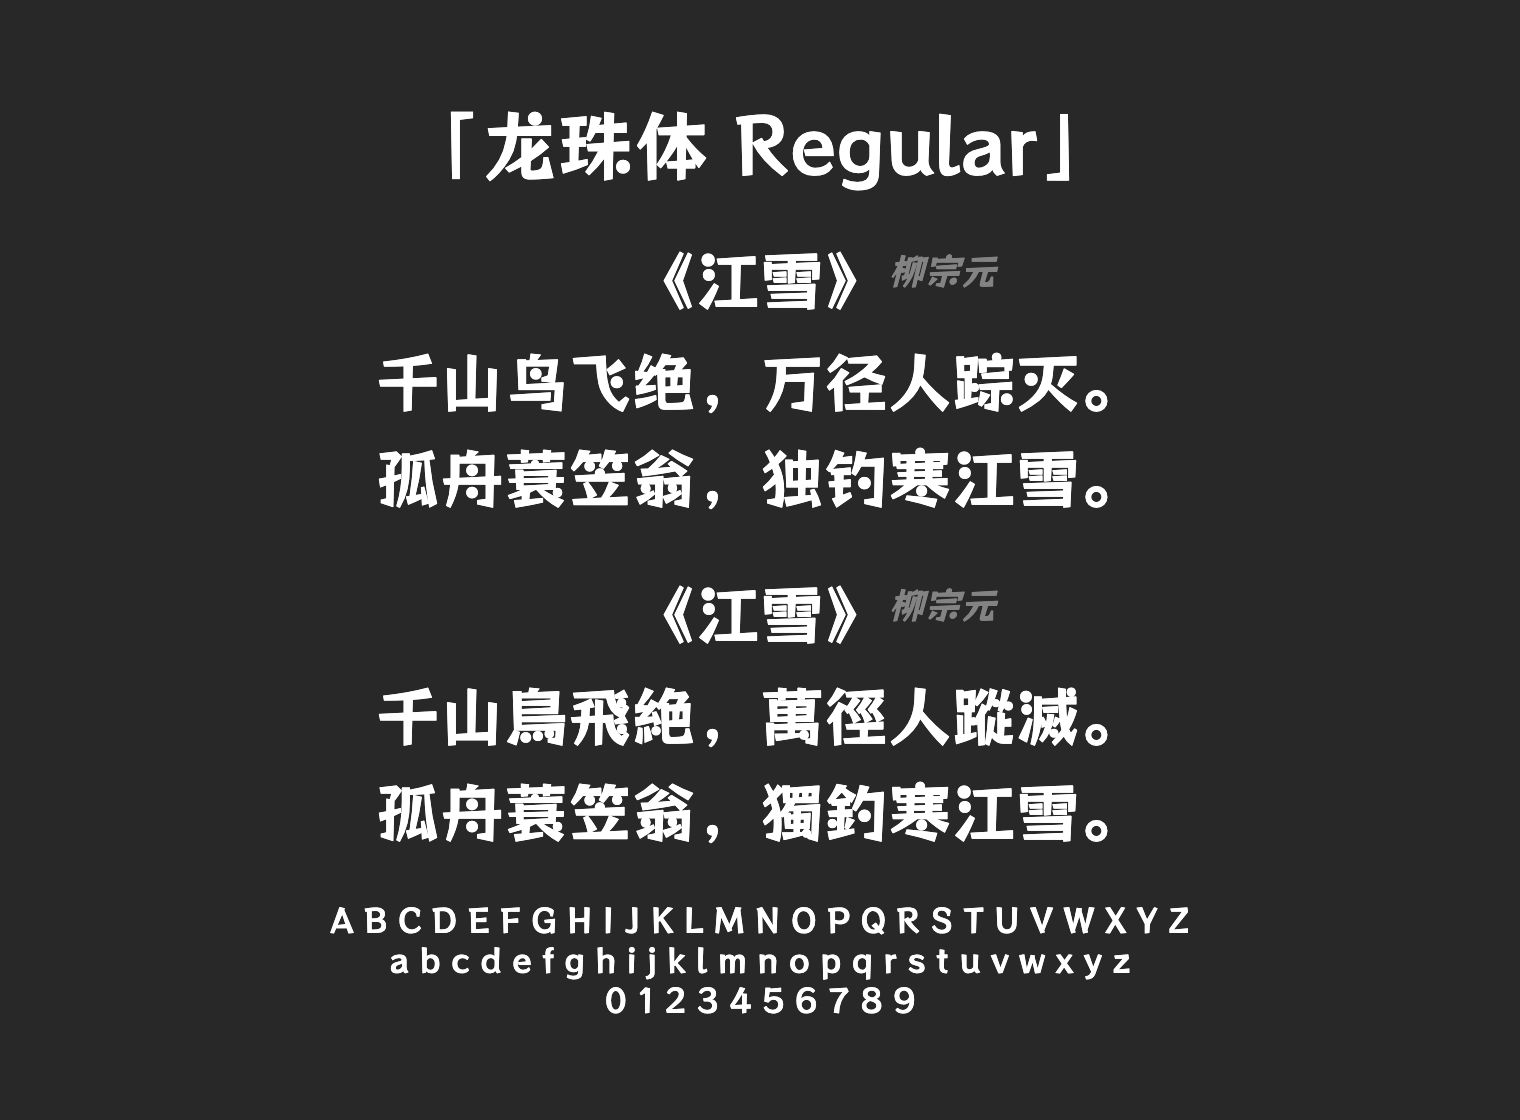 「龙珠体 Regular」
《江雪》 柳宗元
千山鸟飞绝，万径人踪灭。
孤舟蓑笠翁，独钓寒江雪。
《江雪》 柳宗元
千山鳥飛絶，萬徑人蹤滅。
孤舟蓑笠翁，獨釣寒江雪。
A B C D E F G H I J K L M N O P Q R S T U V W X Y Z
a b c d e f g h i j k l m n o p q r s t u v w x y z
0 1 2 3 4 5 6 7 8 9